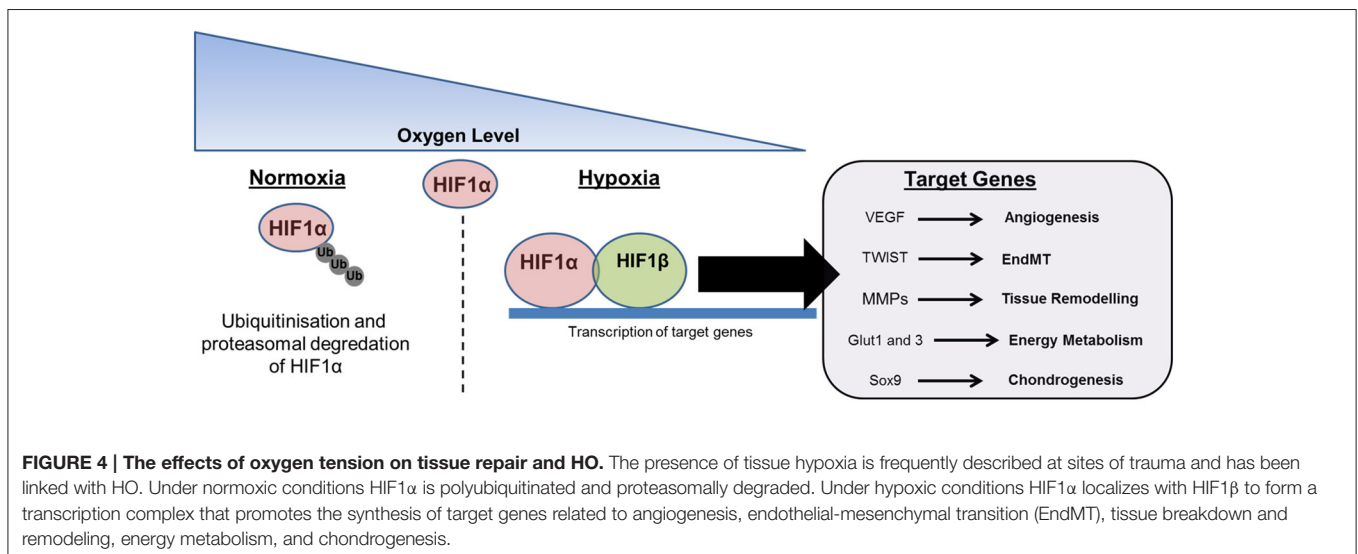 Oxygen Level
Normoxia
HIF1α
Hypoxia
HIF1α
Ub
Ub
Ub
Ubiquitinisation and
proteasomal degredation
of HIF1α
HIF1α
HIF1β
Transcription of target genes
Target Genes
VEGF Angiogenesis
TWIST EndMT
MMPs Tissue Remodelling
Glut1 and 3 Energy Metabolism
Sox9 Chondrogenesis
FIGURE 4 | The effects of oxygen tension on tissue repair and HO. The presence of tissue hypoxia is frequently described at sites of trauma and has been
linked with HO. Under normoxic conditions HIF1α is polyubiquitinated and proteasomally degraded. Under hypoxic conditions HIF1α localizes with HIF1β to form a
transcription complex that promotes the synthesis of target genes related to angiogenesis, endothelial-mesenchymal transition (EndMT), tissue breakdown and
remodeling, energy metabolism, and chondrogenesis.